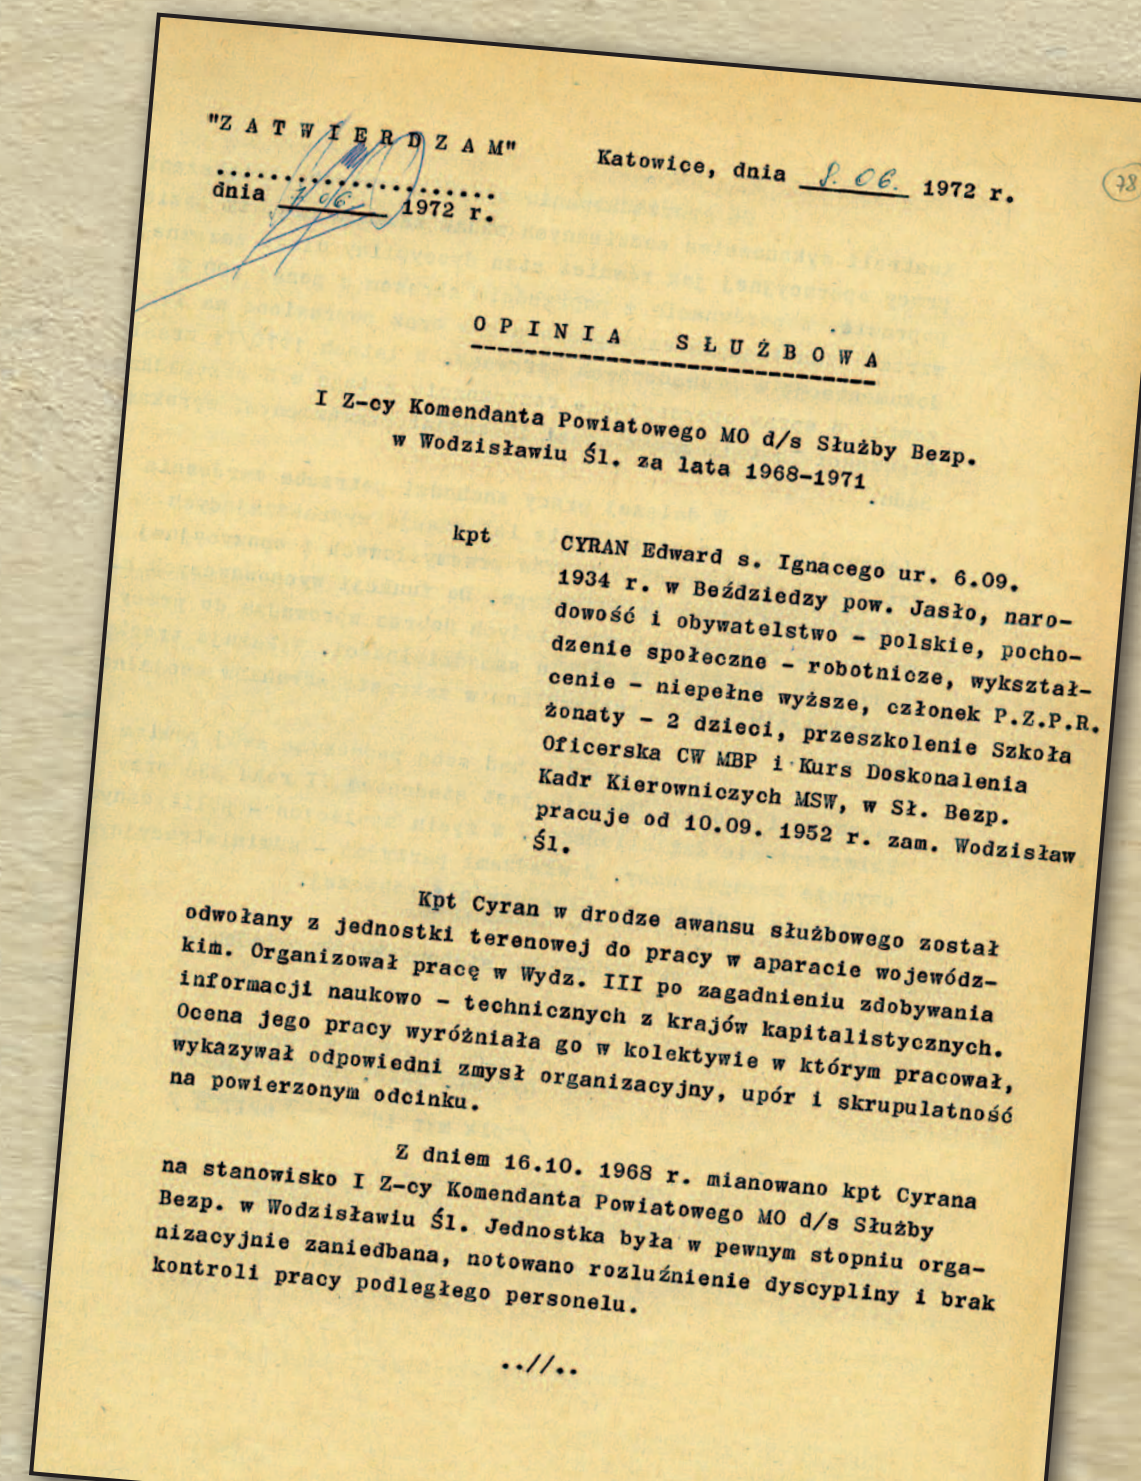 "Z A T W I E R D Z A M"
Katowice, dnia 8. 06. 1972 r.
78
.....................
dnia 7 06. 1972 r.
O P I N I A   S Ł U Ż B O W A
I Z-cy Komendanta Powiatowego MO d/s Służby Bezp.
w Wodzisławiu Śl. za lata 1968-1971
kpt CYRAN Edward s. Ignacego ur. 6.09.
1934 r. w Beździedzy pow. Jasło, naro-
dowość i obywatelstwo - polskie, pocho-
dzenie społeczne - robotnicze, wykształ-
cenie - niepełne wyższe, członek P.Z.P.R.
żonaty - 2 dzieci, przeszkolenie Szkoła
Oficerska CW MBP i Kurs Doskonalenia
Kadr Kierowniczych MSW, w Sł. Bezp.
pracuje od 10.09. 1952 r. zam. Wodzisław
Śl.
Kpt Cyran w drodze awansu służbowego został
odwołany z jednostki terenowej do pracy w aparacie wojewódz-
kim. Organizował pracę w Wydz. III po zagadnieniu zdobywania
informacji naukowo - technicznych z krajów kapitalistycznych.
Ocena jego pracy wyróżniała go w kolektywie w którym pracował,
wykazywał odpowiedni zmysł organizacyjny, upór i skrupulatność
na powierzonym odcinku.
Z dniem 16.10. 1968 r. mianowano kpt Cyrana
na stanowisko I Z-cy Komendanta Powiatowego MO d/s Służby
Bezp. w Wodzisławiu Śl. Jednostka była w pewnym stopniu orga-
nizacyjnie zaniedbana, notowano rozluźnienie dyscypliny i brak
kontroli pracy podległego personelu.
..//..